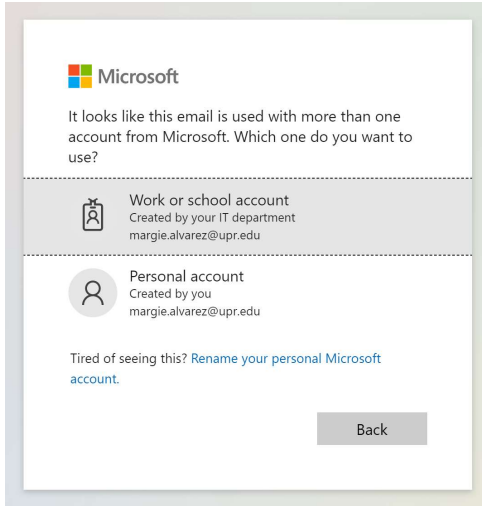 Microsoft
It looks like this email is used with more than one
account from Microsoft. Which one do you want to
use?
Work or school account
Created by your IT department
margie.alvarez@upr.edu
Personal account
Created by you
margie.alvarez@upr.edu
Tired of seeing this? Rename your personal Microsoft
account.
Back